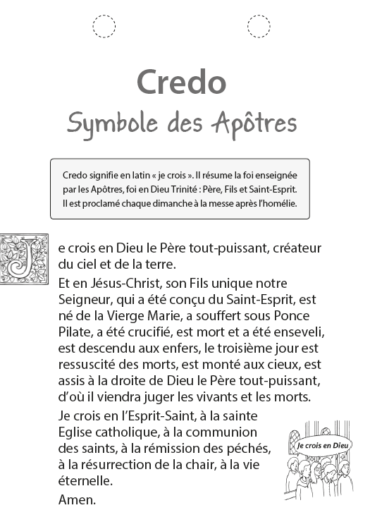 Credo
Symbole des Apôtres
Credo signifie en latin « je crois ». Il résume la foi enseignée
par les Apôtres, foi en Dieu Trinité : Père, Fils et Saint-Esprit.
Il est proclamé chaque dimanche à la messe après l'homélie.
Je crois en Dieu le Père tout-puissant, créateur
du ciel et de la terre.
Et en Jésus-Christ, son Fils unique notre
Seigneur, qui a été conçu du Saint-Esprit, est
né de la Vierge Marie, a souffert sous Ponce
Pilate, a été crucifié, est mort et a été enseveli,
est descendu aux enfers, le troisième jour est
ressuscité des morts, est monté aux cieux, est
assis à la droite de Dieu le Père tout-puissant,
d'où il viendra juger les vivants et les morts.
Je crois en l'Esprit-Saint, à la sainte
Eglise catholique, à la communion
des saints, à la rémission des péchés,
à la résurrection de la chair, à la vie
éternelle.
Amen.
Je crois en Dieu